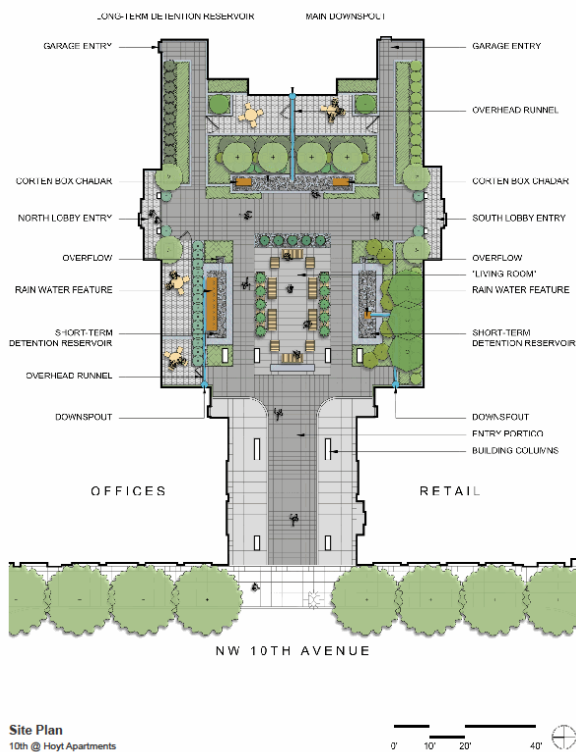 LONG-TERM DETENTION RESERVOIR
MAIN DOWNSPOUT
GARAGE ENTRY
GARAGE ENTRY
OVERHEAD RUNNEL
CORTEN BOX CHADAR
CORTEN BOX CHADAR
NORTH LOBBY ENTRY
SOUTH LOBBY ENTRY
OVERFLOW
OVERFLOW
'LIVING ROOM'
RAIN WATER FEATURE
RAIN WATER FEATURE
SHORT-TERM
DETENTION RESERVOIR
SHORT-TERM
DETENTION RESERVOIR
OVERHEAD RUNNEL
DOWNSPOUT
DOWNSPOUT
ENTRY PORTICO
BUILDING COLUMNS
OFFICES
RETAIL
NW 10TH AVENUE
Site Plan
10th @ Hoyt Apartments
0' 10' 20' 40'